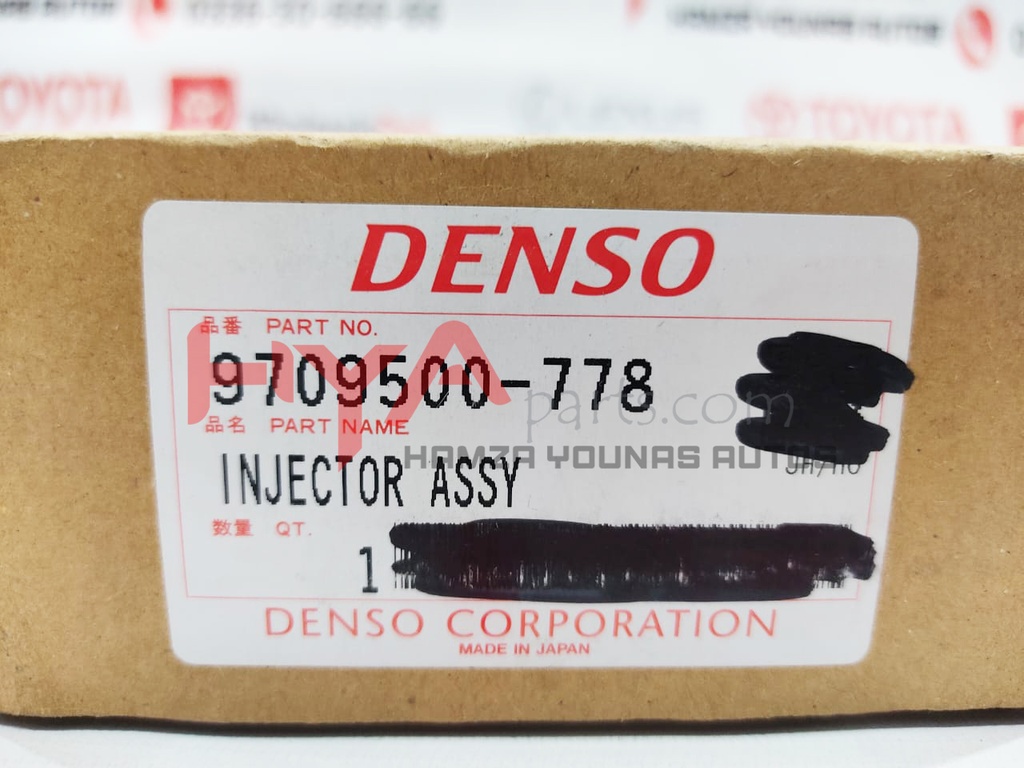 TOYOTA
TOYOTA
DENSO
品番 PART NO.
9709500-778
HYA parts.com
品名 PART NAME
HAMZA YOUNAS AUTOS
INJECTOR ASSY
数量 QT.
1
DENSO CORPORATION
MADE IN JAPAN